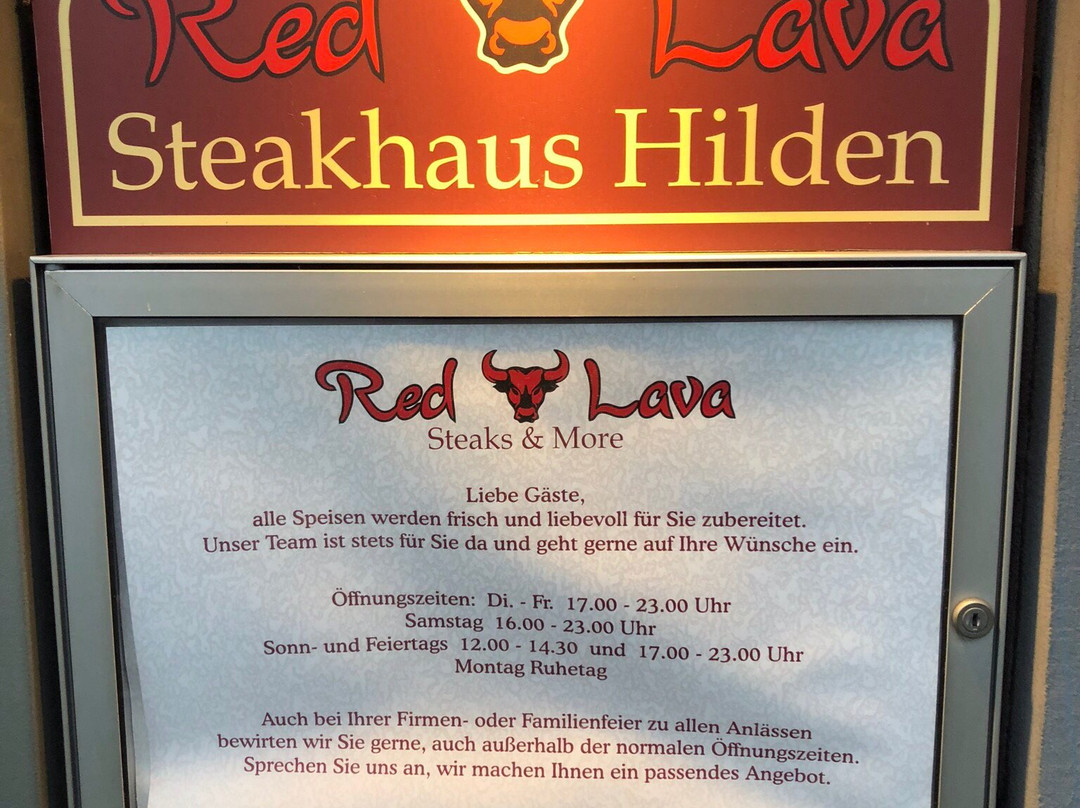 Red Lava
Steakhaus Hilden
Red Lava
Steaks & More
Liebe Gäste,
alle Speisen werden frisch und liebevoll für Sie zubereitet.
Unser Team ist stets für Sie da und geht gerne auf Ihre Wünsche ein.
Öffnungszeiten: Di. - Fr. 17.00 - 23.00 Uhr
Samstag 16.00 - 23.00 Uhr
Sonn- und Feiertags 12.00 - 14.30 und 17.00 - 23.00 Uhr
Montag Ruhetag
Auch bei Ihrer Firmen- oder Familienfeier zu allen Anlässen
bewirten wir Sie gerne, auch außerhalb der normalen Öffnungszeiten.
Sprechen Sie uns an, wir machen Ihnen ein passendes Angebot.